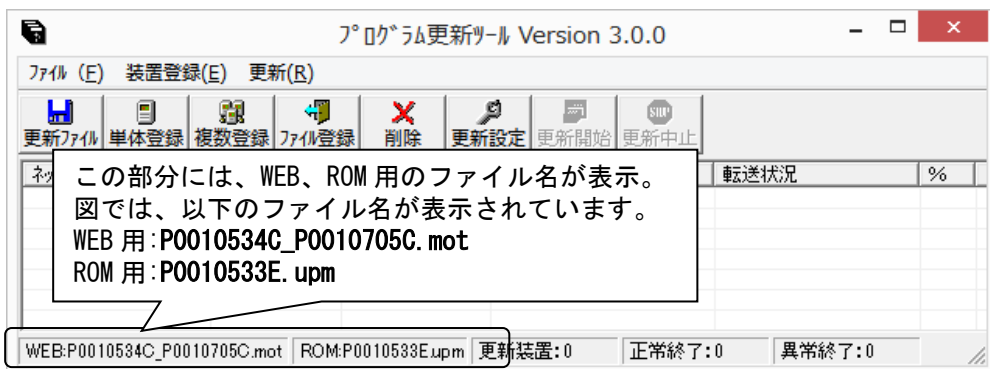 ﾌﾟﾛｸﾞﾗﾑ更新ﾂｰﾙ Version 3.0.0
ﾌｧｲﾙ (F) 装置登録(E) 更新(R)
更新ﾌｧｲﾙ 単体登録 複数登録 ﾌｧｲﾙ登録 削除 更新設定 更新開始 更新中止
転送状況 %
この部分には、WEB、ROM 用のファイル名が表示。
図では、以下のファイル名が表示されています。
WEB 用:P0010534C_P0010705C.mot
ROM 用:P0010533E.upm
WEB:P0010534C_P0010705C.mot ROM:P0010533E.upm 更新装置:0 正常終了:0 異常終了:0